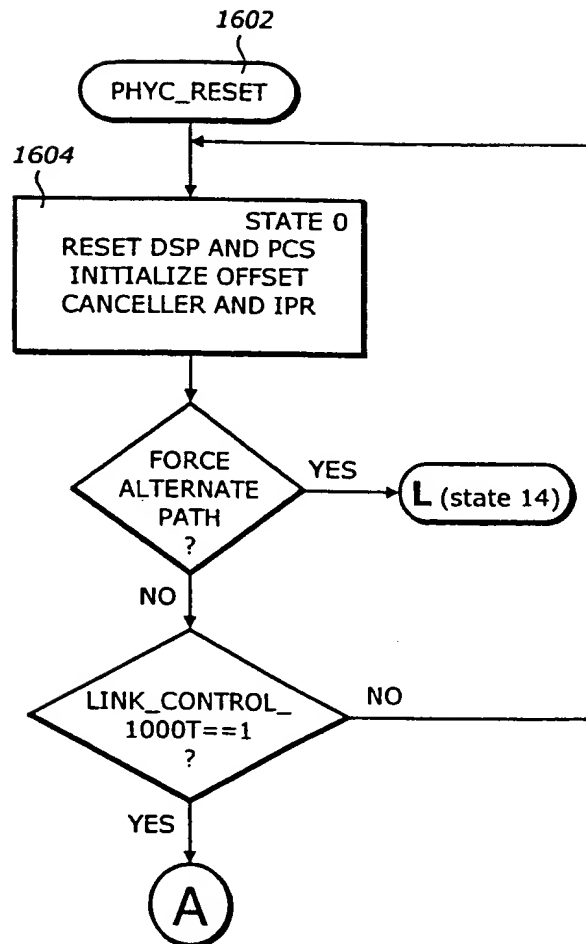 1602
PHYC_RESET
1604
STATE 0
RESET DSP AND PCS
INITIALIZE OFFSET
CANCELLER AND IPR
FORCE
ALTERNATE
PATH
?
YES
L (state 14)
NO
LINK_CONTROL_
1000T==1
?
NO
YES
A